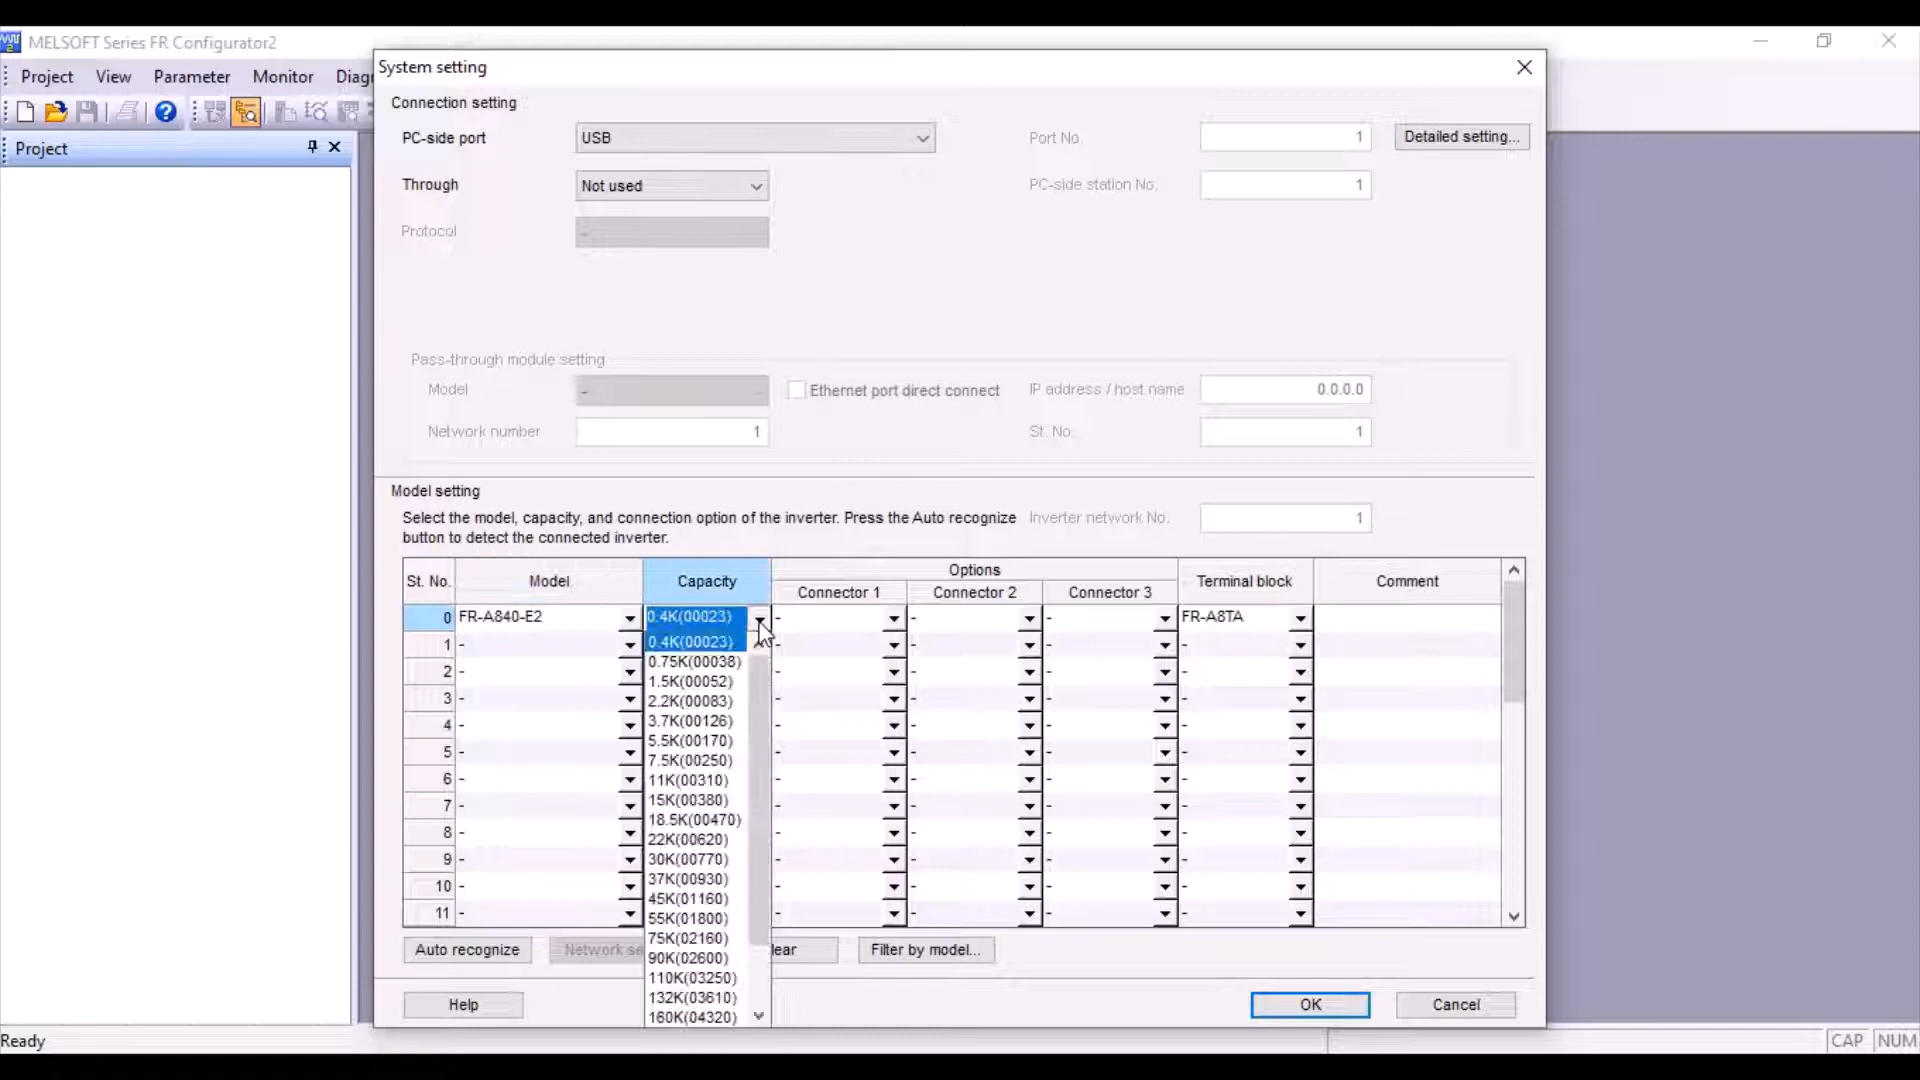 MELSOFT Series FR Configurator2
Project View Parameter Monitor Diag
Project
System setting
Connection setting
PC-side port USB Port No. 1 Detailed setting...
Through Not used PC-side station No. 1
Protocol -
Pass-through module setting
Model - Ethernet port direct connect IP address / host name 0.0.0.0
Network number 1 St. No. 1
Model setting
Select the model, capacity, and connection option of the inverter. Press the Auto recognize Inverter network No. 1
button to detect the connected inverter.
St. No. Model Capacity Options Terminal block Comment
Connector 1 Connector 2 Connector 3
0 FR-A840-E2 0.4K(00023) - - - FR-A8TA
1 - - - - -
2 - - - - -
3 - - - - -
4 - - - - -
5 - - - - -
6 - - - - -
7 - - - - -
8 - - - - -
9 - - - - -
10 - - - - -
11 - - - - -
0.4K(00023)
0.75K(00038)
1.5K(00052)
2.2K(00083)
3.7K(00126)
5.5K(00170)
7.5K(00250)
11K(00310)
15K(00380)
18.5K(00470)
22K(00620)
30K(00770)
37K(00930)
45K(01160)
55K(01800)
75K(02160)
90K(02600)
110K(03250)
132K(03610)
160K(04320)
Auto recognize Network se lear Filter by model...
Help OK Cancel
Ready CAP NUM